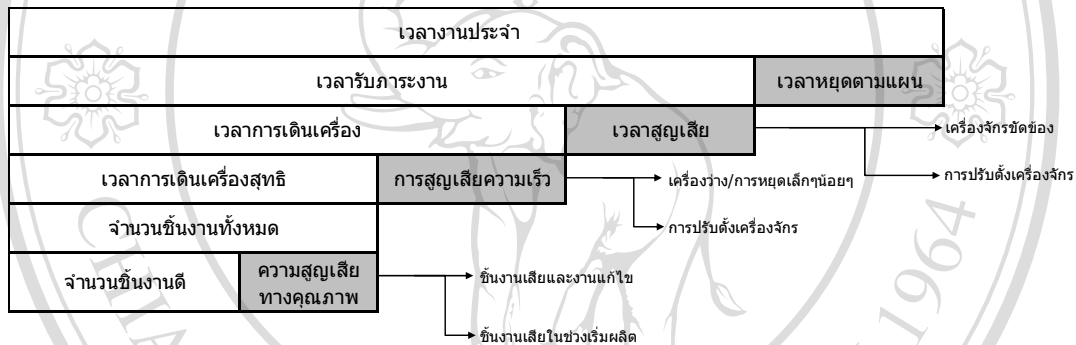 เวลางานประจำ
เวลารับภาระงาน
เวลาหยุดตามแผน
เวลาการเดินเครื่อง
เวลาสูญเสีย
เครื่องจักรขัดข้อง
การปรับตั้งเครื่องจักร
เวลาการเดินเครื่องสุทธิ
การสูญเสียความเร็ว
เครื่องว่าง/การหยุดเล็กๆน้อยๆ
การปรับตั้งเครื่องจักร
จำนวนชิ้นงานทั้งหมด
จำนวนชิ้นงานดี
ความสูญเสีย
ทางคุณภาพ
ชิ้นงานเสียและงานแก้ไข
ชิ้นงานเสียในช่วงเริ่มผลิต
CHIA
1964